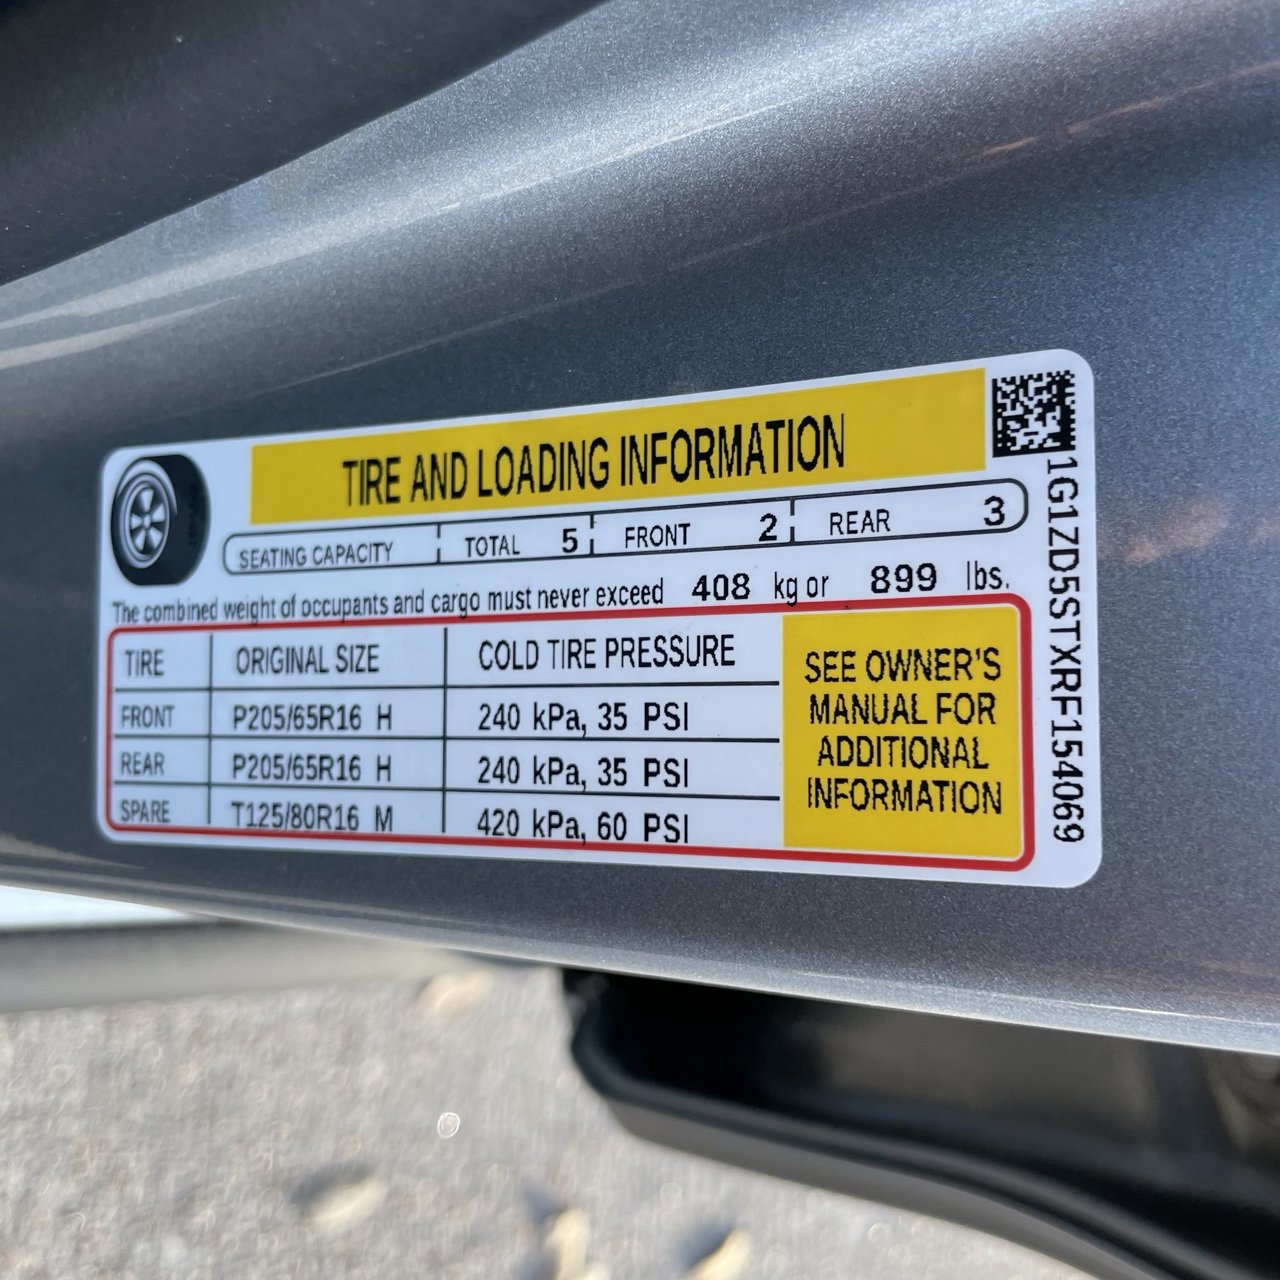 TIRE AND LOADING INFORMATION
SEATING CAPACITY TOTAL 5 FRONT 2 REAR 3
The combined weight of occupants and cargo must never exceed 408 kg or 899 lbs.
TIRE ORIGINAL SIZE COLD TIRE PRESSURE
FRONT P205/65R16 H 240 kPa, 35 PSI
REAR P205/65R16 H 240 kPa, 35 PSI
SPARE T125/80R16 M 420 kPa, 60 PSI
SEE OWNER'S
MANUAL FOR
ADDITIONAL
INFORMATION
1G1ZD5STXRF154069